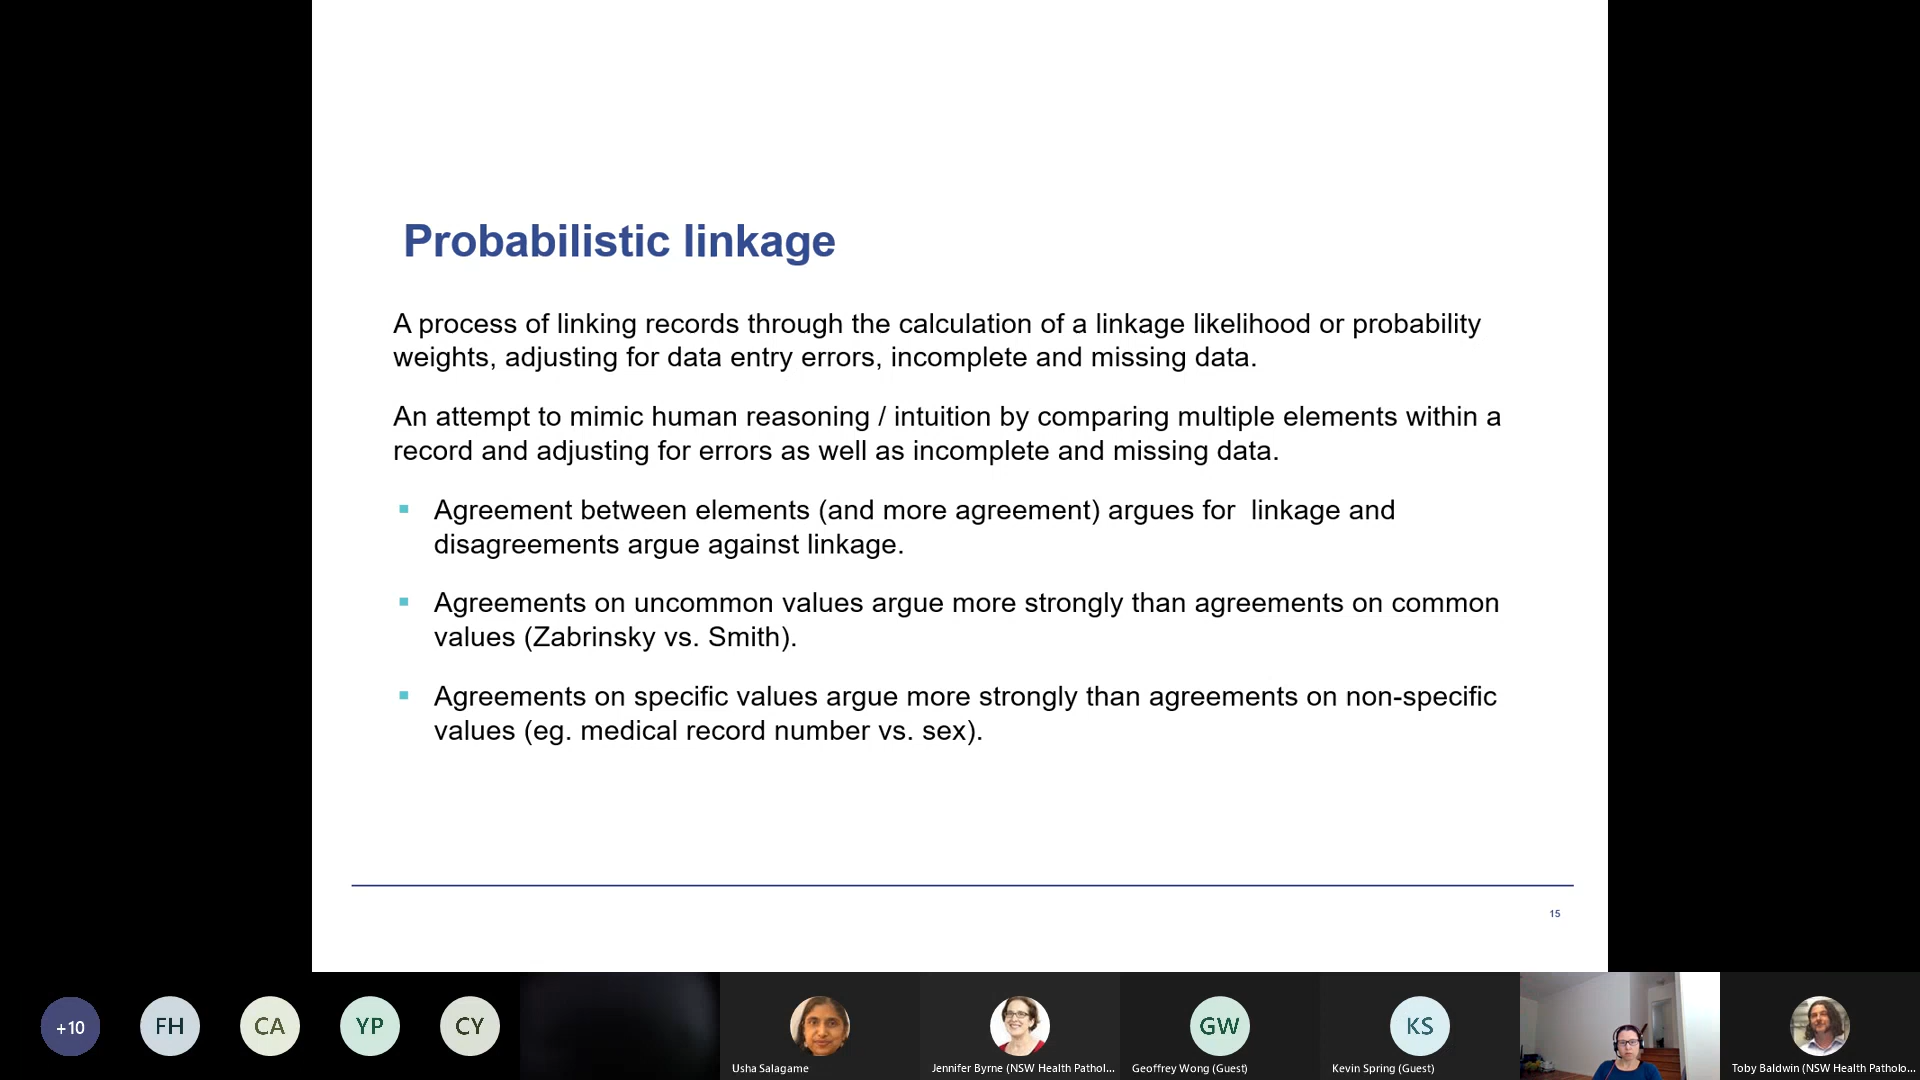 Probabilistic linkage
A process of linking records through the calculation of a linkage likelihood or probability
weights, adjusting for data entry errors, incomplete and missing data.
An attempt to mimic human reasoning / intuition by comparing multiple elements within a
record and adjusting for errors as well as incomplete and missing data.
Agreement between elements (and more agreement) argues for  linkage and
disagreements argue against linkage.
Agreements on uncommon values argue more strongly than agreements on common
values (Zabrinsky vs. Smith).
Agreements on specific values argue more strongly than agreements on non-specific
values (eg. medical record number vs. sex).
15
+10
FH
CA
YP
CY
Usha Salagame
Jennifer Byrne (NSW Health Pathol...
GW
Geoffrey Wong (Guest)
KS
Kevin Spring (Guest)
Toby Baldwin (NSW Health Patholo...